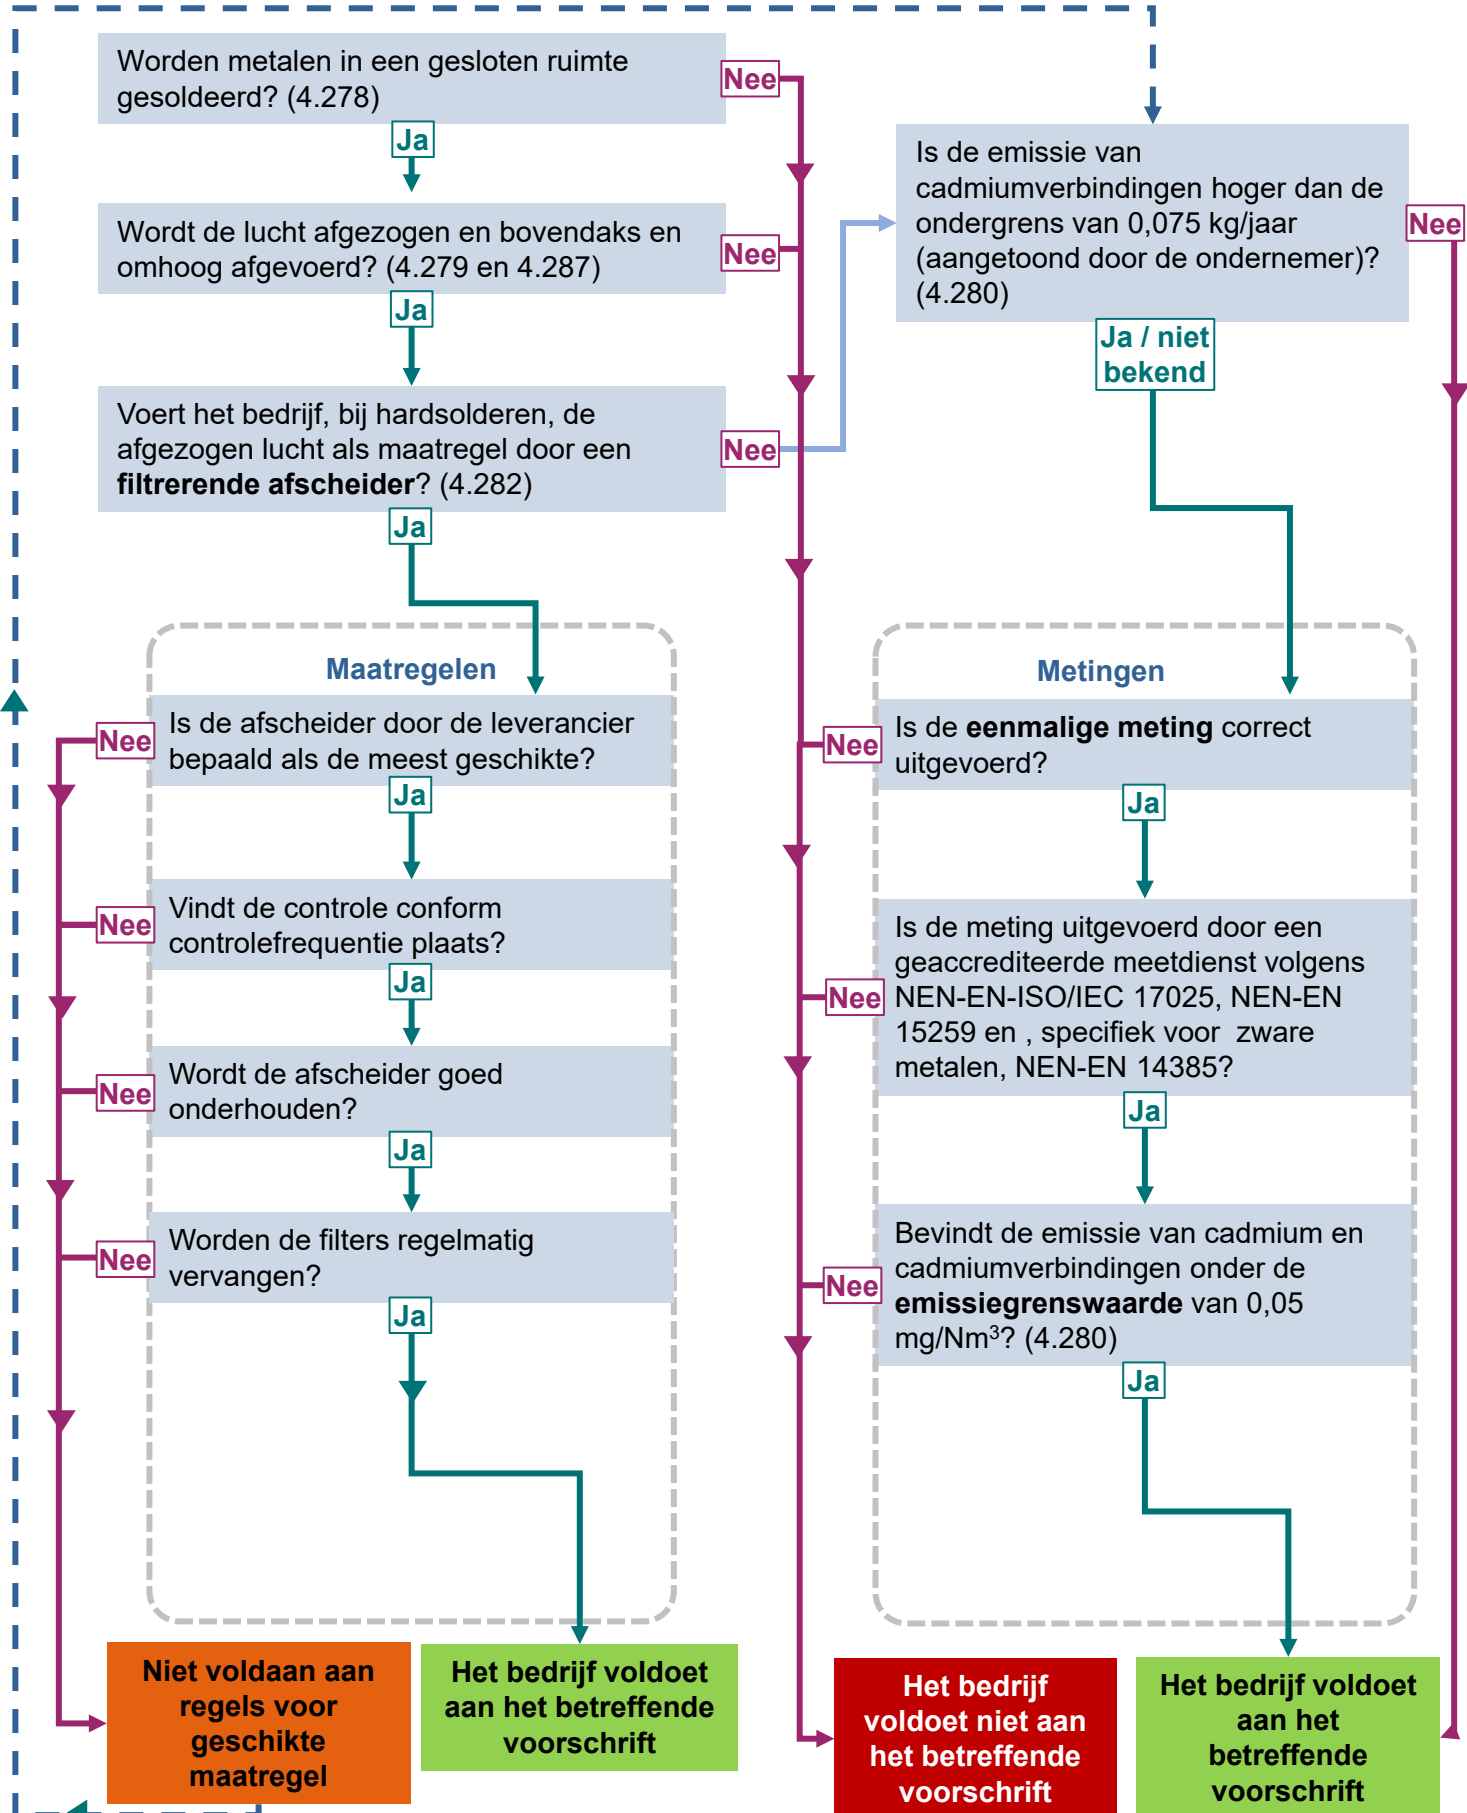 Worden metalen in een gesloten ruimte
gesoldeerd? (4.278)
Nee
Ja
Wordt de lucht afgezogen en bovendaks en
omhoog afgevoerd? (4.279 en 4.287)
Nee
Ja
Voert het bedrijf, bij hardsolderen, de
afgezogen lucht als maatregel door een
filtrerende afscheider? (4.282)
Nee
Ja
Is de emissie van
cadmiumverbindingen hoger dan de
ondergrens van 0,075 kg/jaar
(aangetoond door de ondernemer)?
(4.280)
Nee
Ja / niet
bekend
Maatregelen
Is de afscheider door de leverancier
bepaald als de meest geschikte?
Nee
Ja
Vindt de controle conform
controlefrequentie plaats?
Nee
Ja
Wordt de afscheider goed
onderhouden?
Nee
Ja
Worden de filters regelmatig
vervangen?
Nee
Ja
Metingen
Is de eenmalige meting correct
uitgevoerd?
Nee
Ja
Is de meting uitgevoerd door een
geaccrediteerde meetdienst volgens
NEN-EN-ISO/IEC 17025, NEN-EN
15259 en , specifiek voor  zware
metalen, NEN-EN 14385?
Nee
Ja
Bevindt de emissie van cadmium en
cadmiumverbindingen onder de
emissiegrenswaarde van 0,05
mg/Nm³? (4.280)
Nee
Ja
Niet voldaan aan
regels voor
geschikte
maatregel
Het bedrijf voldoet
aan het betreffende
voorschrift
Het bedrijf
voldoet niet aan
het betreffende
voorschrift
Het bedrijf voldoet
aan het
betreffende
voorschrift